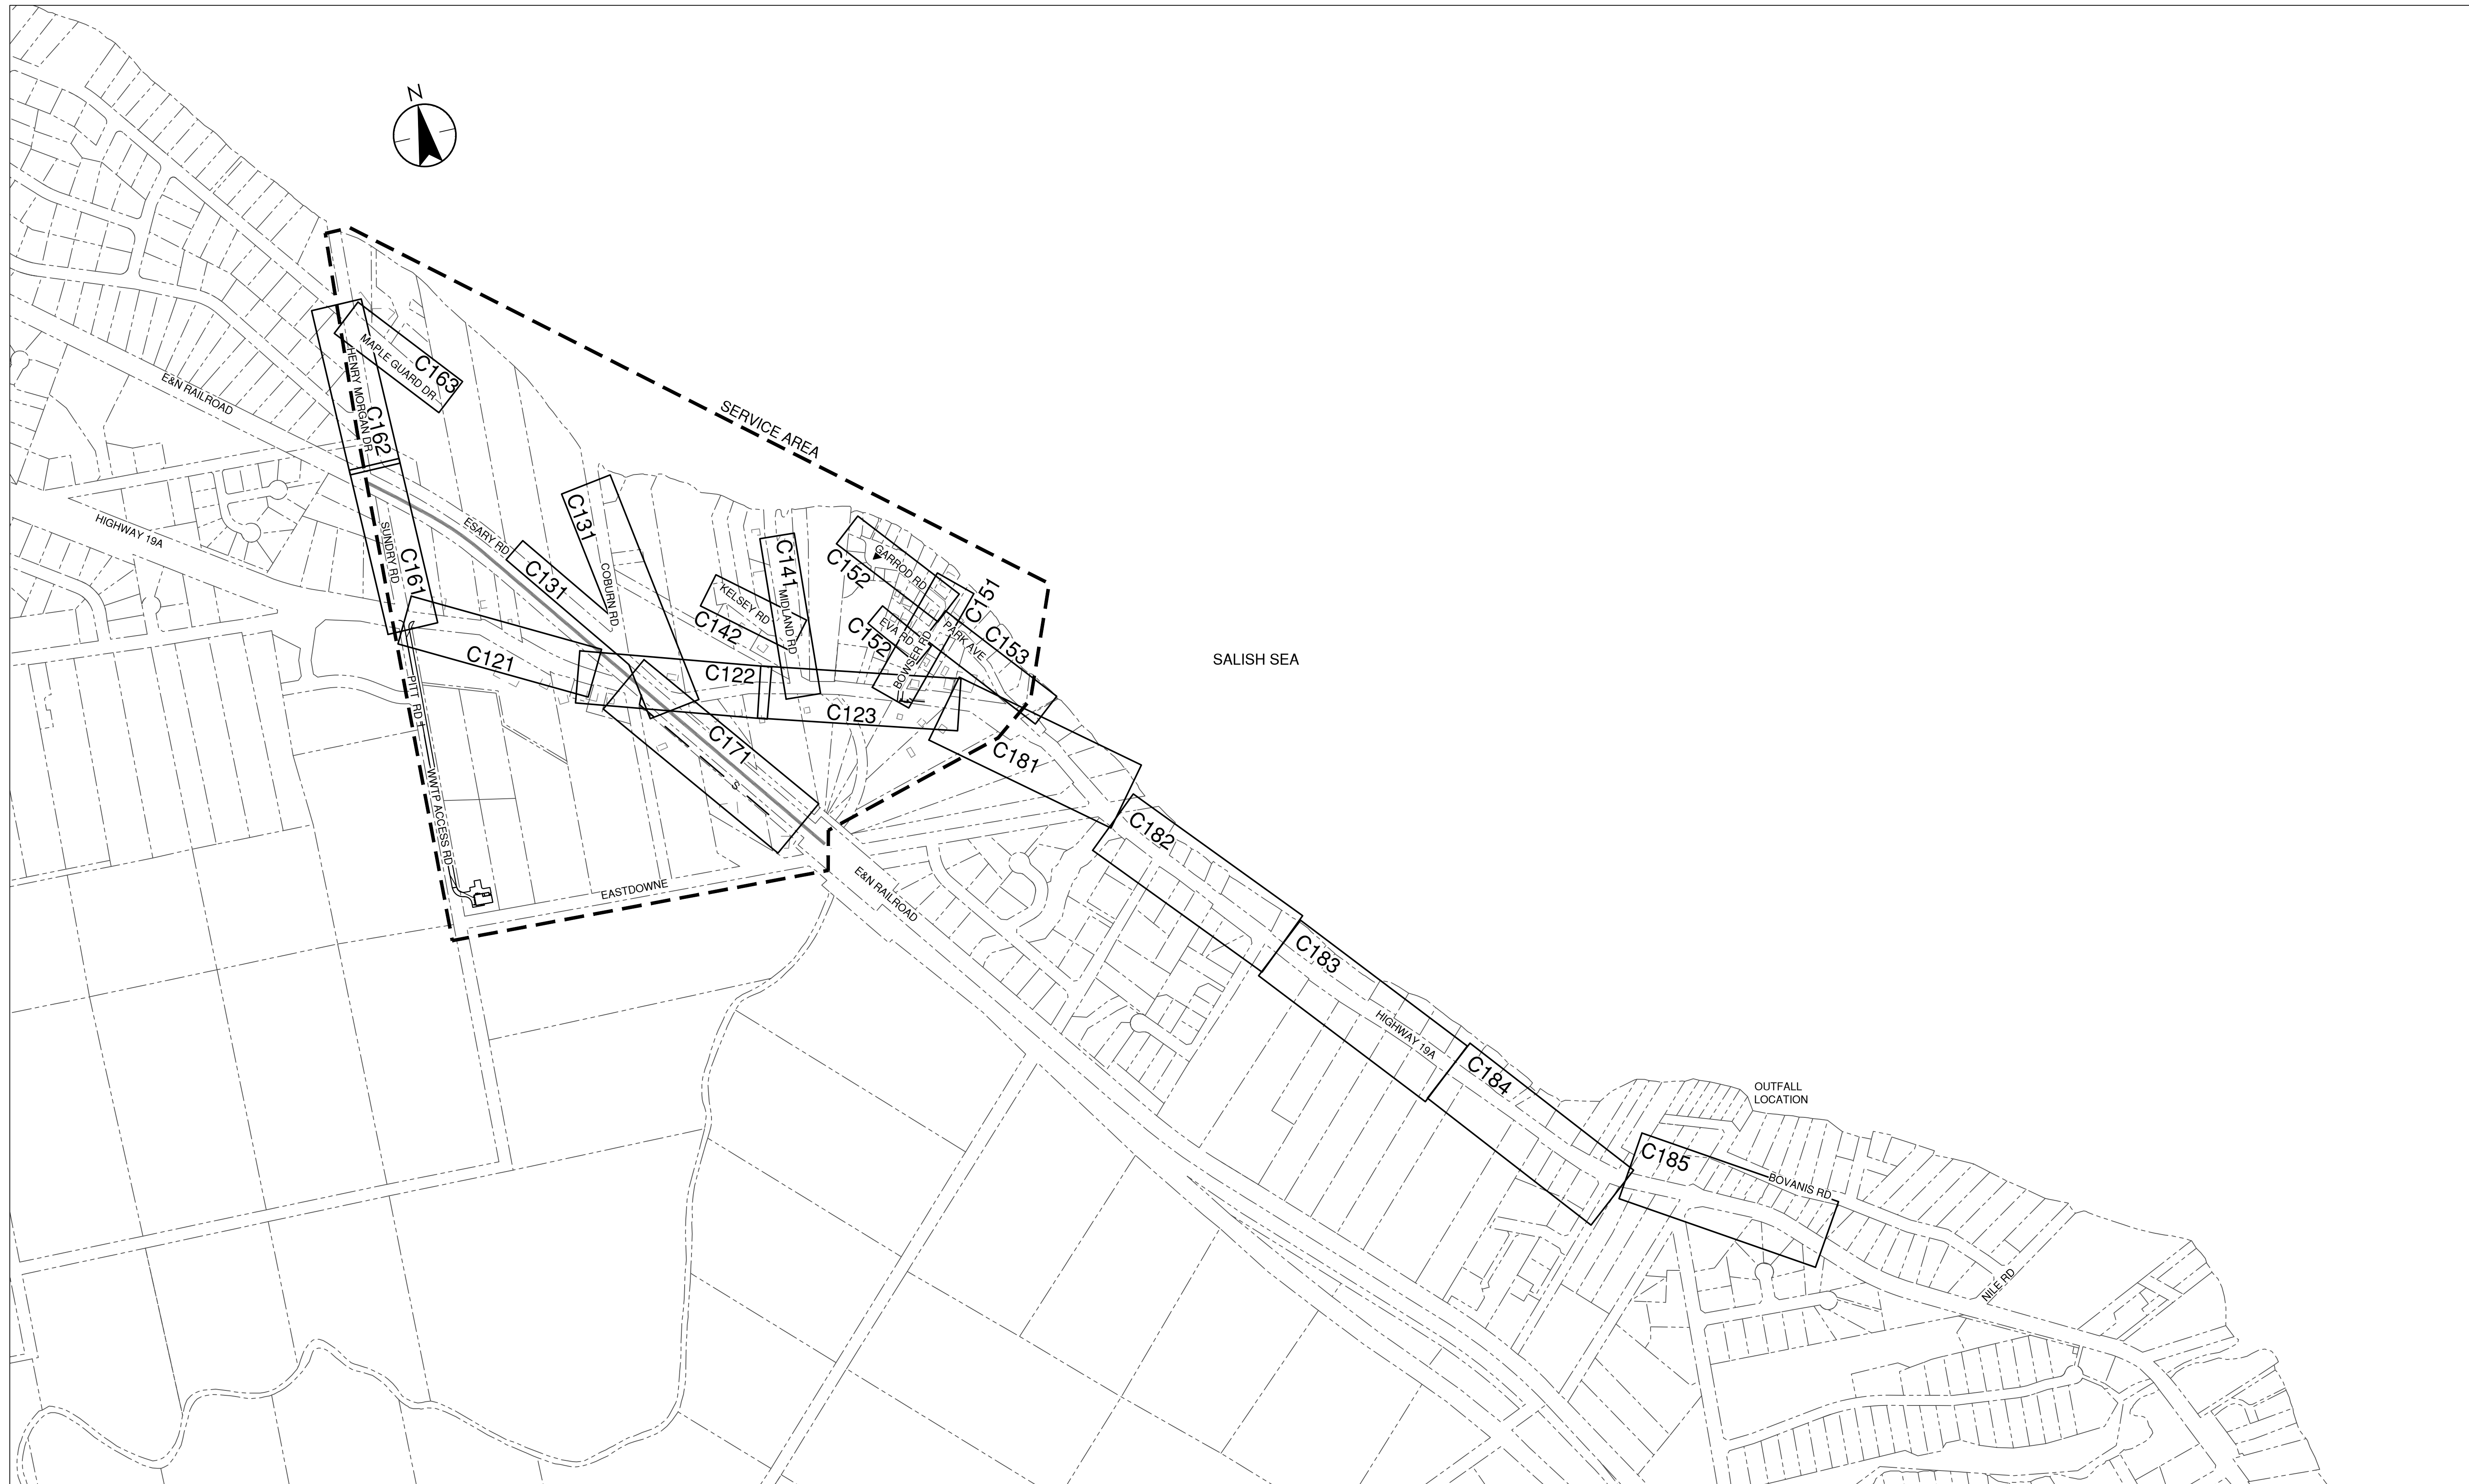 N
MAPLE GUARD DR
C163
HENRY MORGAN DR
C162
E&N RAILROAD
SERVICE AREA
HIGHWAY 19A
ESARY RD
SUNDRY RD
C161
C131
C131
COBURN RD
C141
MIDLAND RD
KELSEY RD
C142
GARROD RD
C152
C151
EVA RD
C152
BOWSER RD
PARK AVE
C153
SALISH SEA
C121
C122
C123
PITT RD
C171
S
C181
WWTP ACCESS RD
EASTDOWNE
E&N RAILROAD
C182
C183
HIGHWAY 19A
C184
OUTFALL
LOCATION
C185
BOVANIS RD
NILE RD